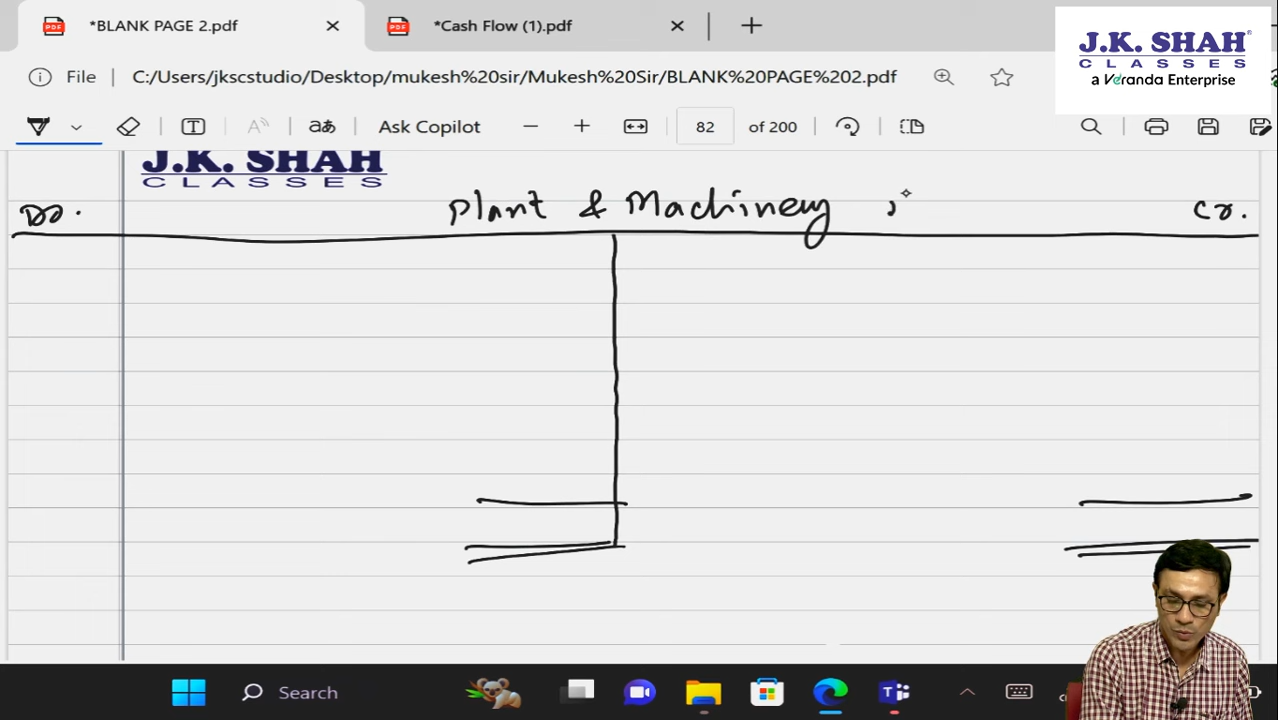 *BLANK PAGE 2.pdf
*Cash Flow (1).pdf
J.K. SHAH
CLASSES
a Veranda Enterprise
File
C:/Users/jkscstudio/Desktop/mukesh%20sir/Mukesh%20Sir/BLANK%20PAGE%202.pdf
Ask Copilot
82 of 200
J.K. SHAH
CLASSES
Dr.
Plant & Machinery
Cr.
Search